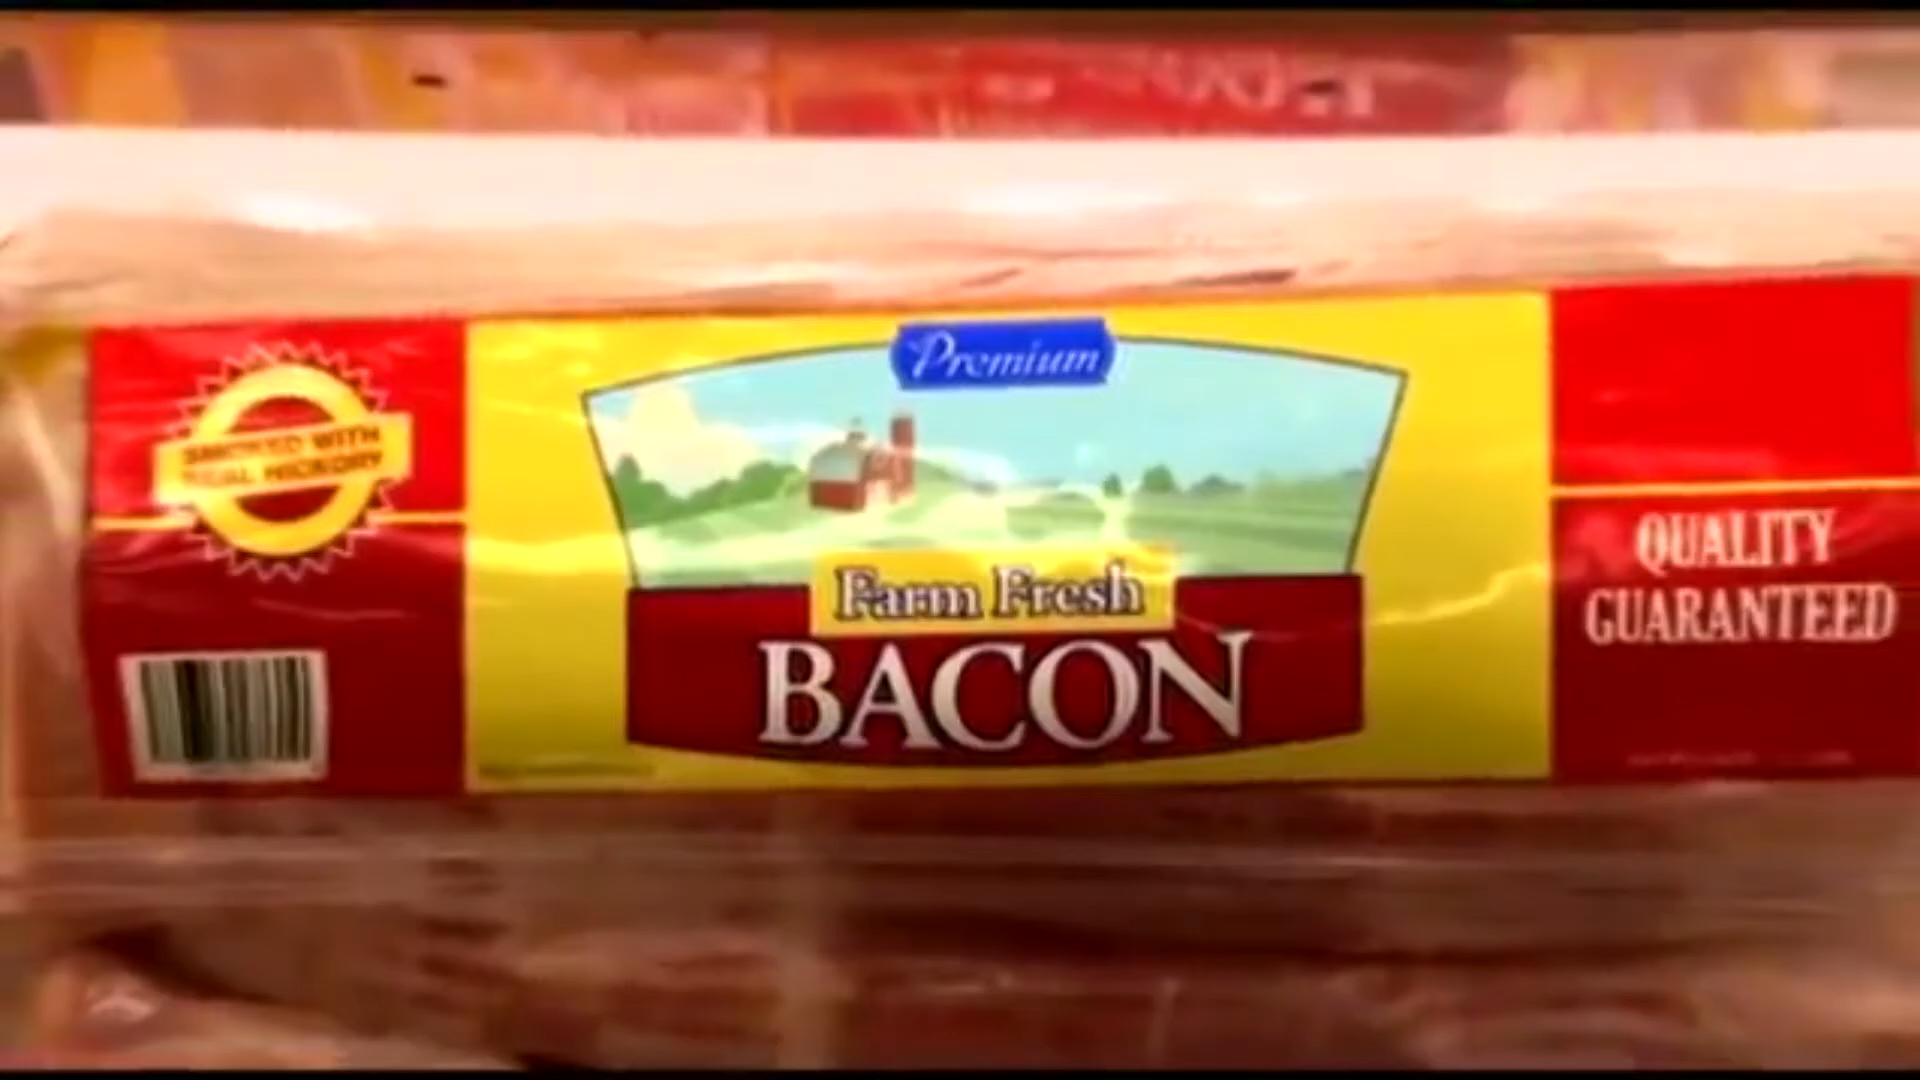 Premium
SMOKED WITH
REAL HICKORY
Farm Fresh
BACON
QUALITY
GUARANTEED